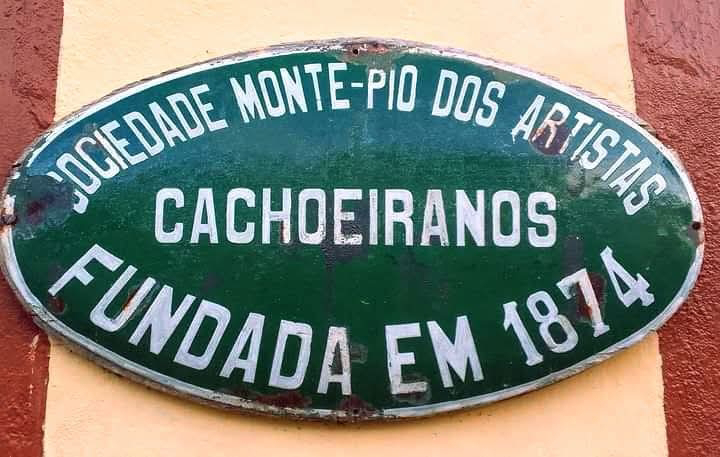 SOCIEDADE MONTE-PIO DOS ARTISTAS
CACHOEIRANOS
FUNDADA EM 1874